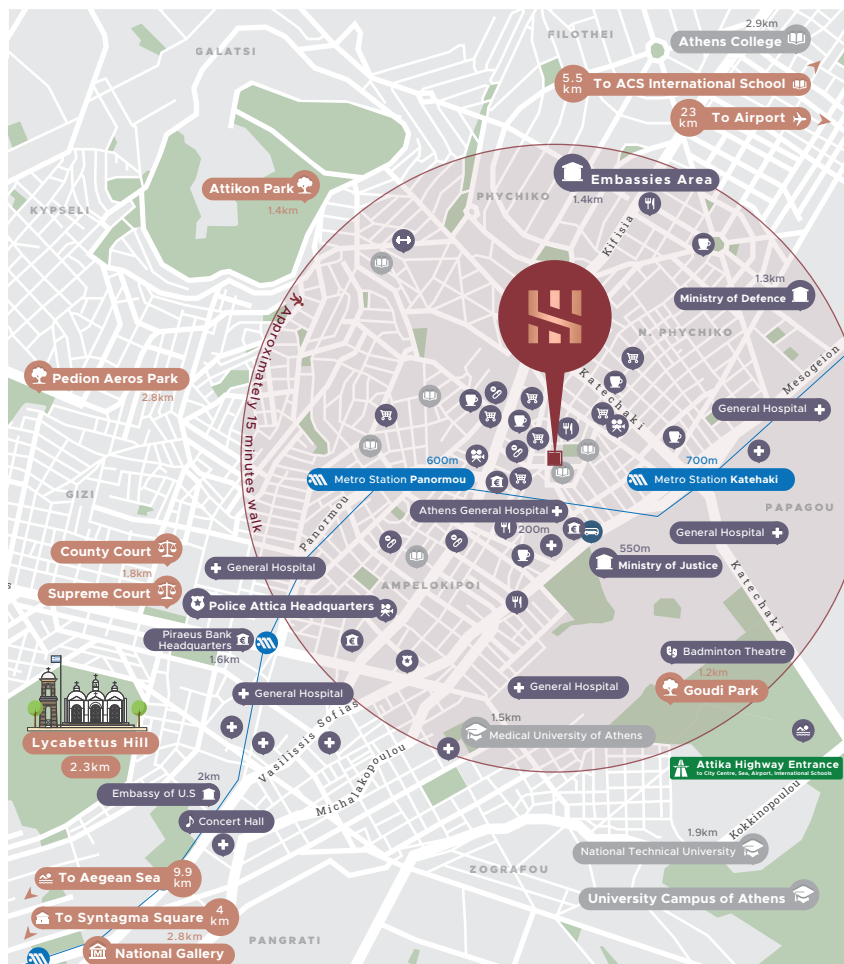 2.9km
FILOTHEI
Athens College
GALATSI
5.5
km
To ACS International School
23
km
To Airport
Embassies Area
Attikon Park
1.4km
PHYCHIKO
1.4km
KYPSELI
Kifisia
1.3km
Ministry of Defence
Approximately 15 minutes walk
N. PHYCHIKO
Mesogeion
Pedion Aeros Park
2.8km
Katechaki
General Hospital
600m
700m
Metro Station Panormou
Metro Station Katehaki
GIZI
Panormou
Athens General Hospital
200m
PAPAGOU
General Hospital
County Court
1.8km
550m
Ministry of Justice
General Hospital
Katechaki
Supreme Court
AMPELOKIPOI
Police Attica Headquarters
Piraeus Bank
Headquarters
1.6km
Badminton Theatre
1.2km
Goudi Park
General Hospital
General Hospital
Vasilissis Sofias
1.5km
Medical University of Athens
Lycabettus Hill
2.3km
Michalakopoulou
Attika Highway Entrance
to City Centre, Sea, Airport, International Schools
2km
Embassy of U.S
Kokkinopoulou
Concert Hall
1.9km
National Technical University
ZOGRAFOU
To Aegean Sea
9.9
km
University Campus of Athens
To Syntagma Square
4
km
2.8km
National Gallery
PANGRATI